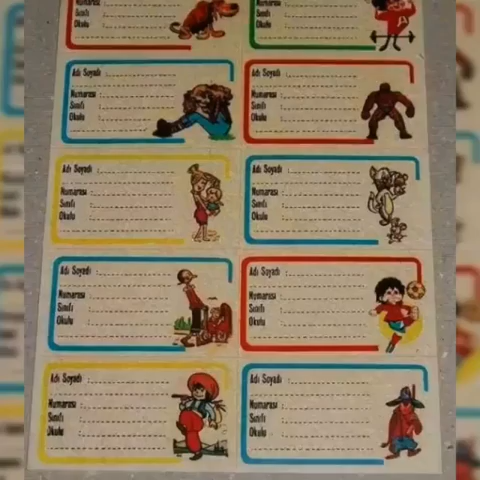 Numarası :
Sınıfı :
Okulu :
Numarası :
Sınıfı :
Okulu :
Adı Soyadı :
Numarası :
Sınıfı :
Okulu :
Adı Soyadı :
Numarası :
Sınıfı :
Okulu :
Adı Soyadı :
Numarası :
Sınıfı :
Okulu :
Adı Soyadı :
Numarası :
Sınıfı :
Okulu :
Adı Soyadı :
Numarası :
Sınıfı :
Okulu :
Adı Soyadı :
Numarası :
Sınıfı :
Okulu :
Adı Soyadı :
Numarası :
Sınıfı :
Okulu :
Adı Soyadı :
Numarası :
Sınıfı :
Okulu :